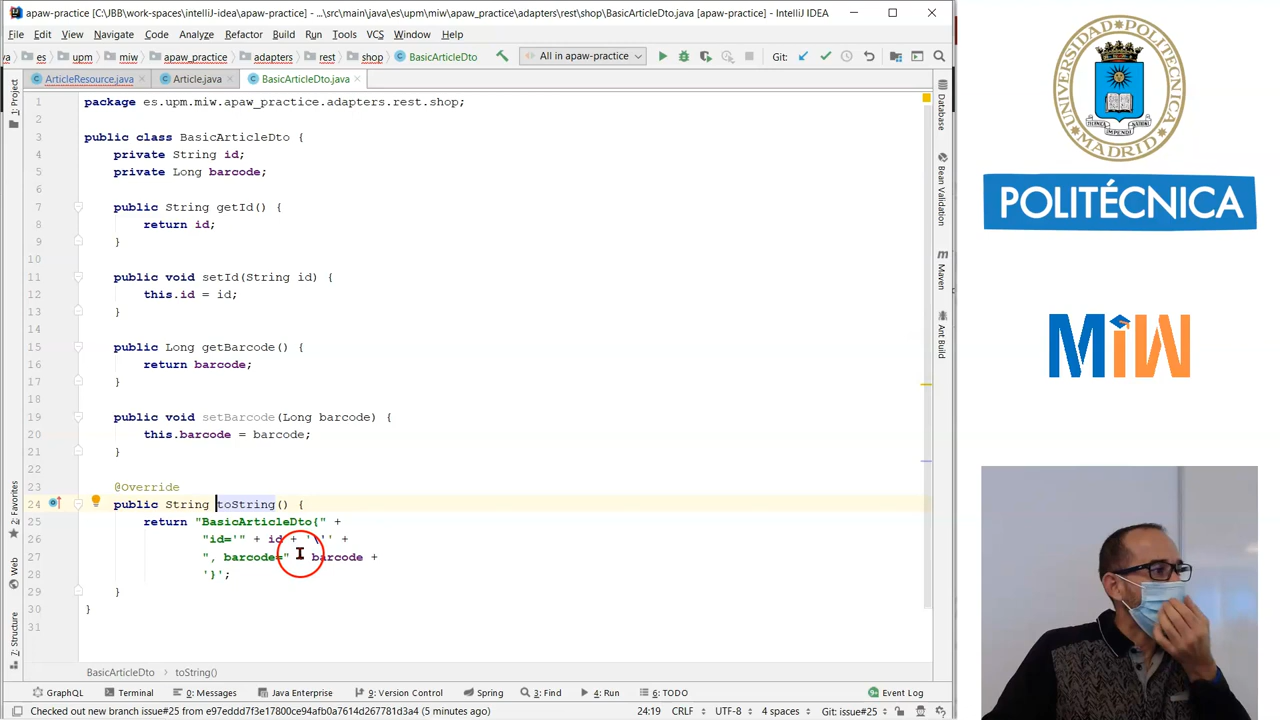 apaw-practice [C:\JBB\work-spaces\intelliJ-idea\apaw-practice] - ...\src\main\java\es\upm\miw\apaw_practice\adapters\rest\shop\BasicArticleDto.java [apaw-practice] - IntelliJ IDEA
File Edit View Navigate Code Analyze Refactor Build Run Tools VCS Window Help
es upm miw apaw_practice adapters rest shop BasicArticleDto All in apaw-practice Git:
ArticleResource.java Article.java BasicArticleDto.java
1 package es.upm.miw.apaw_practice.adapters.rest.shop;
2
3 public class BasicArticleDto {
4 private String id;
5 private Long barcode;
6
7 public String getId() {
8 return id;
9 }
10
11 public void setId(String id) {
12 this.id = id;
13 }
14
15 public Long getBarcode() {
16 return barcode;
17 }
18
19 public void setBarcode(Long barcode) {
20 this.barcode = barcode;
21 }
22
23 @Override
24 public String toString() {
25 return "BasicArticleDto{" +
26 "id='" + id + '\'' +
27 ", barcode=" + barcode +
28 '}';
29 }
30 }
31
BasicArticleDto toString()
GraphQL Terminal 0: Messages Java Enterprise 9: Version Control Spring 3: Find 4: Run 6: TODO Event Log
Checked out new branch issue#25 from e97eddd7f3e17800c94afb0a7614d267781d3a4 (5 minutes ago) 24:19 CRLF UTF-8 4 spaces Git: issue#25
1: Project
2: Favorites
Web
7: Structure
Database
Bean Validation
Maven
Ant Build
UNIVERSIDAD POLITÉCNICA
MADRID
POLITÉCNICA
MiW